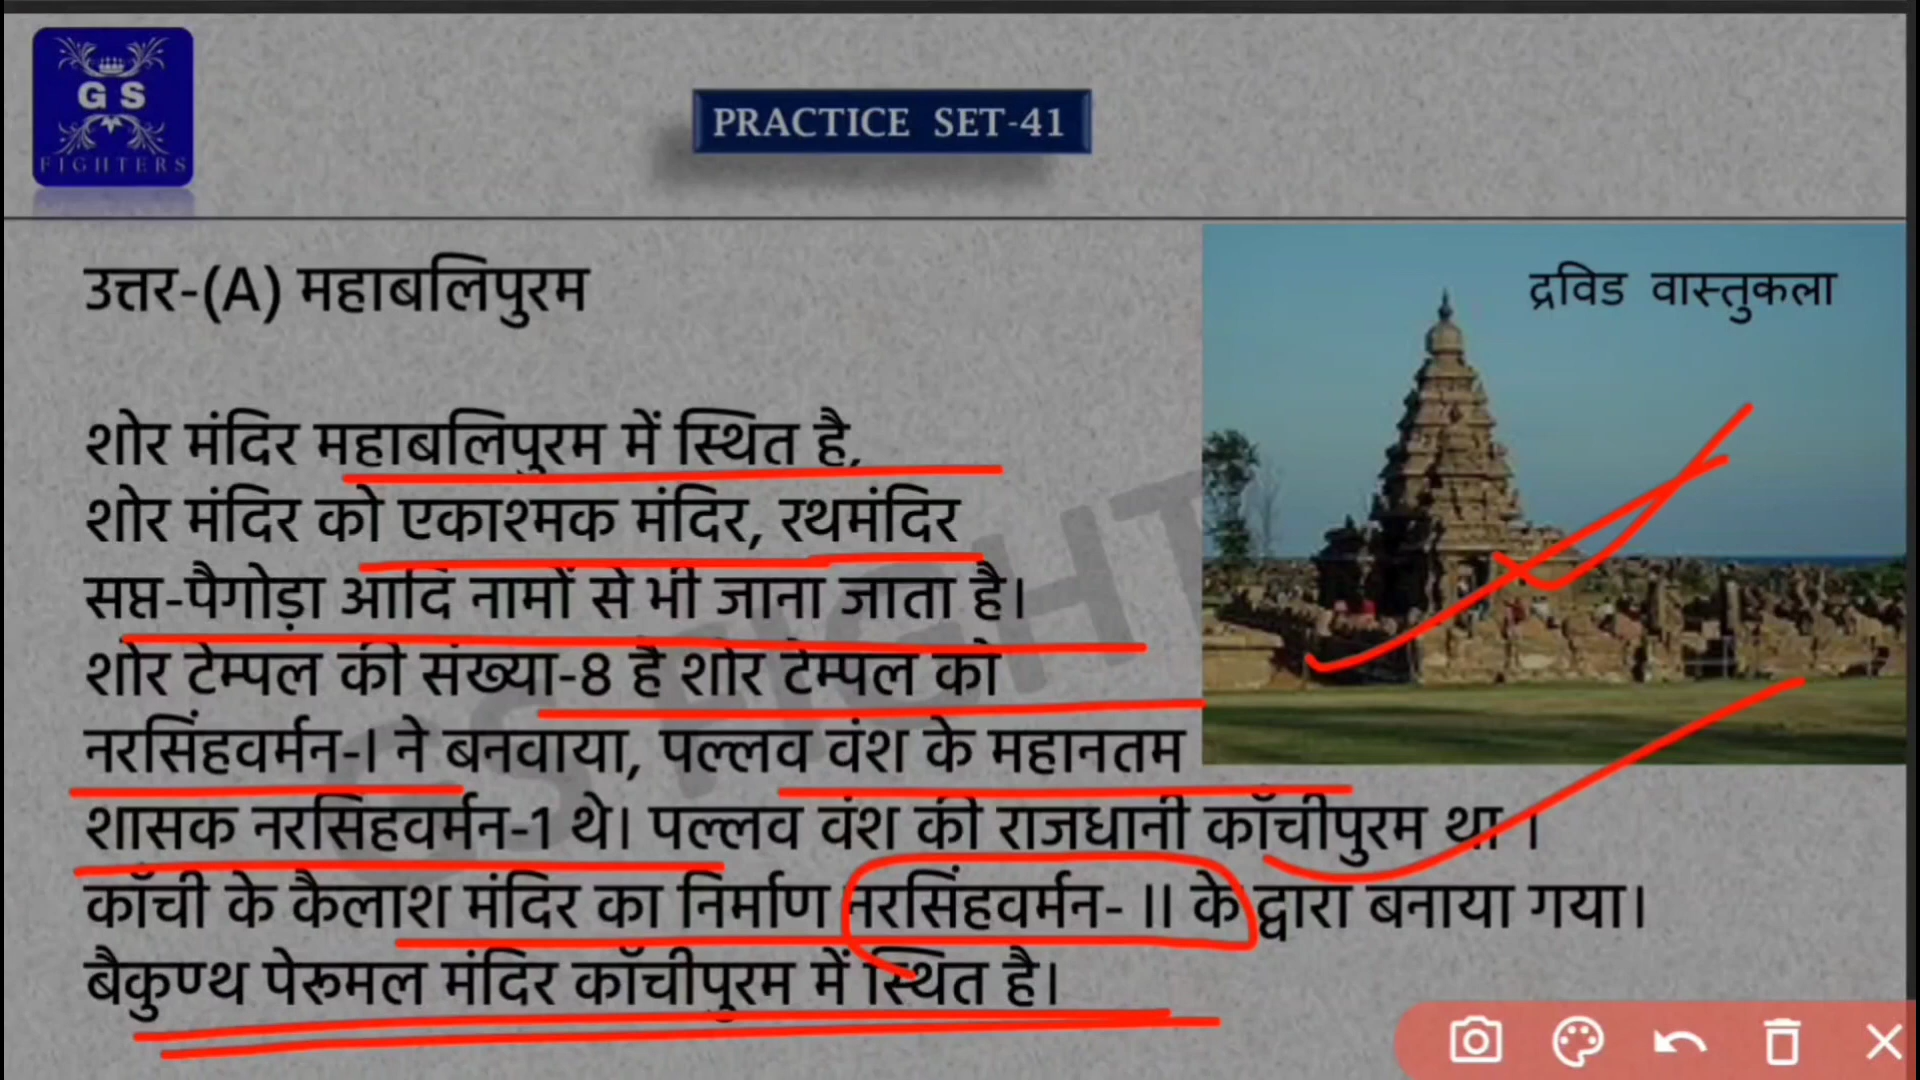 G S
FIGHTERS
PRACTICE SET-41
उत्तर-(A) महाबलिपुरम
द्रविड वास्तुकला
शोर मंदिर महाबलिपुरम में स्थित है,
शोर मंदिर को एकाश्मक मंदिर, रथमंदिर
सप्त-पैगोड़ा आदि नामों से भी जाना जाता है।
शोर टेम्पल की संख्या-8 है शोर टेम्पल को
नरसिंहवर्मन-I ने बनवाया, पल्लव वंश के महानतम
शासक नरसिंहवर्मन-1 थे। पल्लव वंश की राजधानी काँचीपुरम था ।
काँची के कैलाश मंदिर का निर्माण नरसिंहवर्मन- II के द्वारा बनाया गया।
बैकुण्थ पेरूमल मंदिर काँचीपुरम में स्थित है।
GS FIGHT